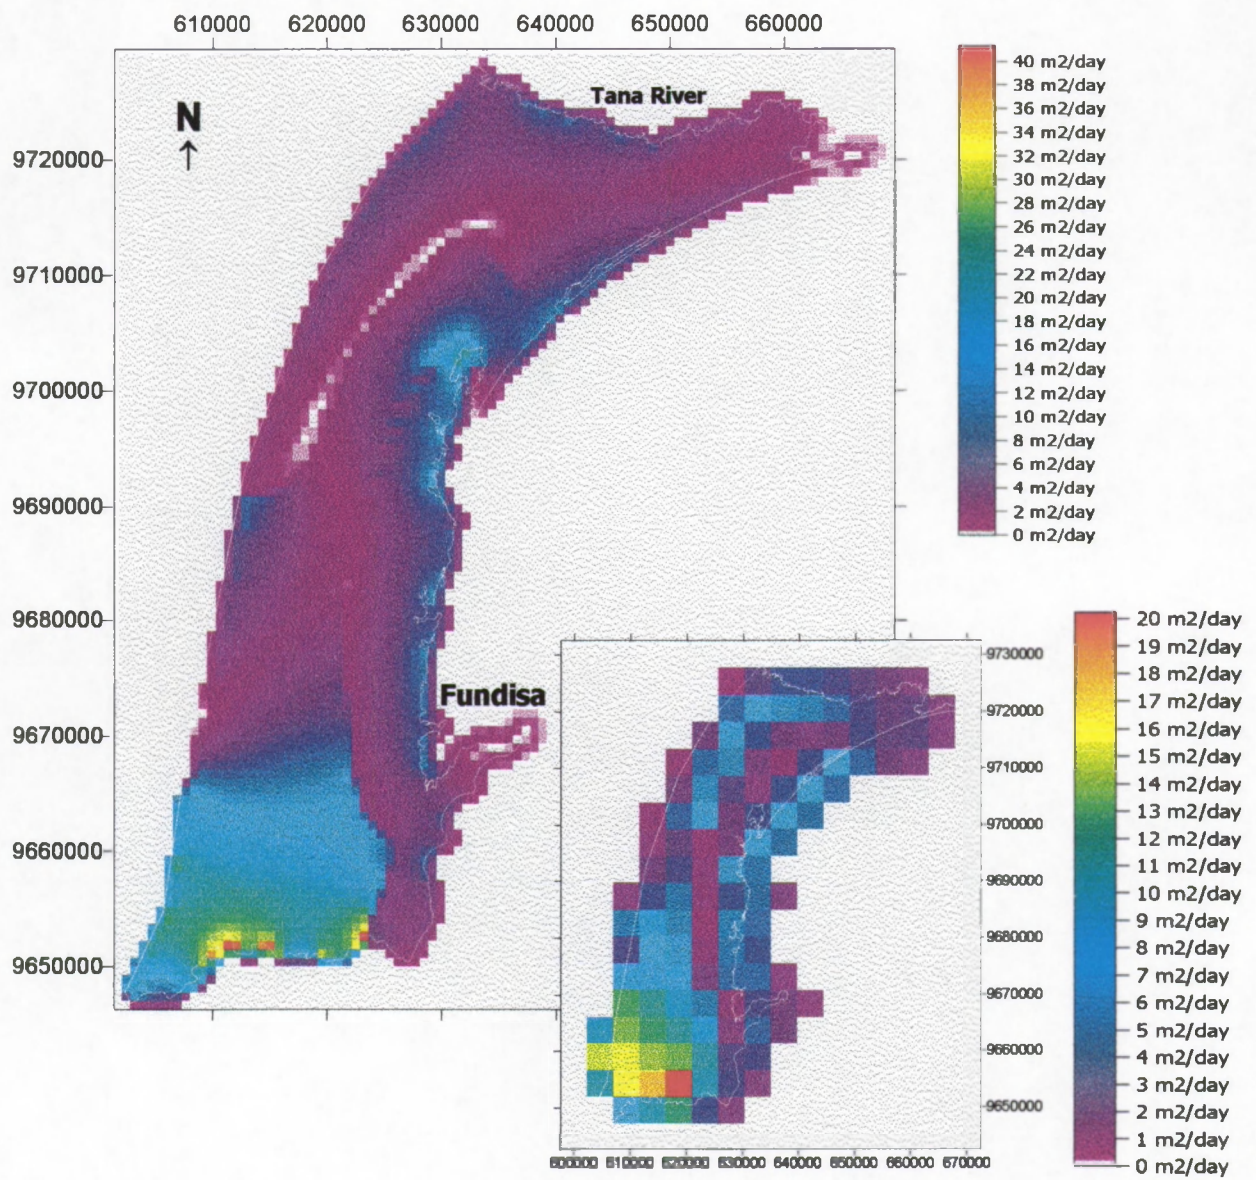 610000 620000 630000 640000 650000 660000
N
Tana River
9720000
9710000
9700000
9690000
9680000
9670000
9660000
9650000
Fundisa
40 m2/day
38 m2/day
36 m2/day
34 m2/day
32 m2/day
30 m2/day
28 m2/day
26 m2/day
24 m2/day
22 m2/day
20 m2/day
18 m2/day
16 m2/day
14 m2/day
12 m2/day
10 m2/day
8 m2/day
6 m2/day
4 m2/day
2 m2/day
0 m2/day
9730000
9720000
9710000
9700000
9690000
9680000
9670000
9660000
9650000
600000 610000 620000 630000 640000 650000 660000 670000
20 m2/day
19 m2/day
18 m2/day
17 m2/day
16 m2/day
15 m2/day
14 m2/day
13 m2/day
12 m2/day
11 m2/day
10 m2/day
9 m2/day
8 m2/day
7 m2/day
6 m2/day
5 m2/day
4 m2/day
3 m2/day
2 m2/day
1 m2/day
0 m2/day